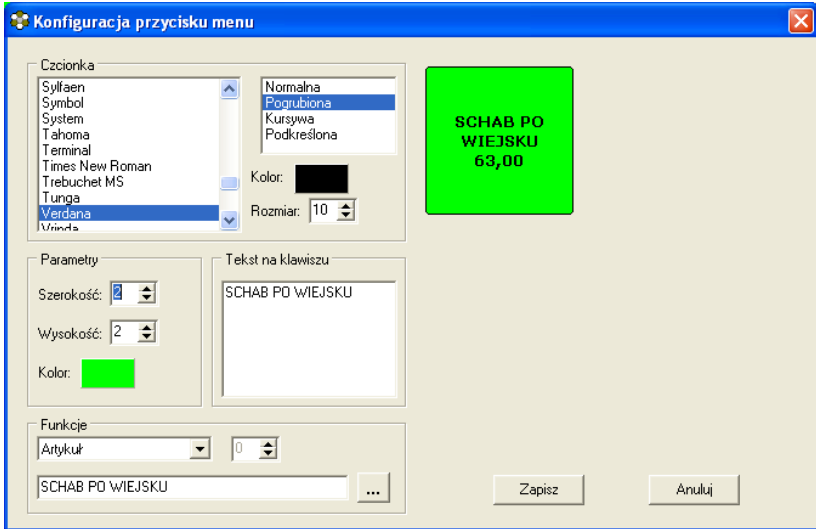 Konfiguracja przycisku menu
Czcionka
Sylfaen
Symbol
System
Tahoma
Terminal
Times New Roman
Trebuchet MS
Tunga
Verdana
Vrinda
Normalna
Pogrubiona
Kursywa
Podkreślona
Kolor:
Rozmiar: 10
SCHAB PO
WIEJSKU
63,00
Parametry
Szerokość: 2
Wysokość: 2
Kolor:
Tekst na klawiszu
SCHAB PO WIEJSKU
Funkcje
Artykuł 0
SCHAB PO WIEJSKU ...
Zapisz
Anuluj